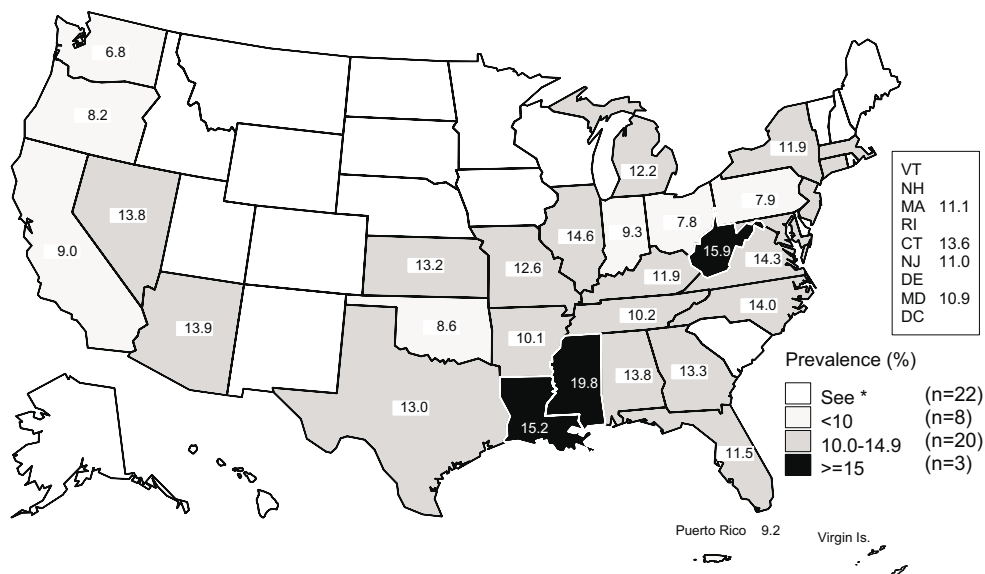 6.8
8.2
9.0
13.8
13.9
13.2
8.6
13.0
12.6
10.1
15.2
19.8
14.6
9.3
12.2
7.8
15.9
11.9
10.2
13.8
13.3
11.5
14.0
14.3
7.9
11.9
VT
NH
MA 11.1
RI
CT 13.6
NJ 11.0
DE
MD 10.9
DC
Prevalence (%)
See * (n=22)
<10 (n=8)
10.0-14.9 (n=20)
>=15 (n=3)
Puerto Rico 9.2
Virgin Is.